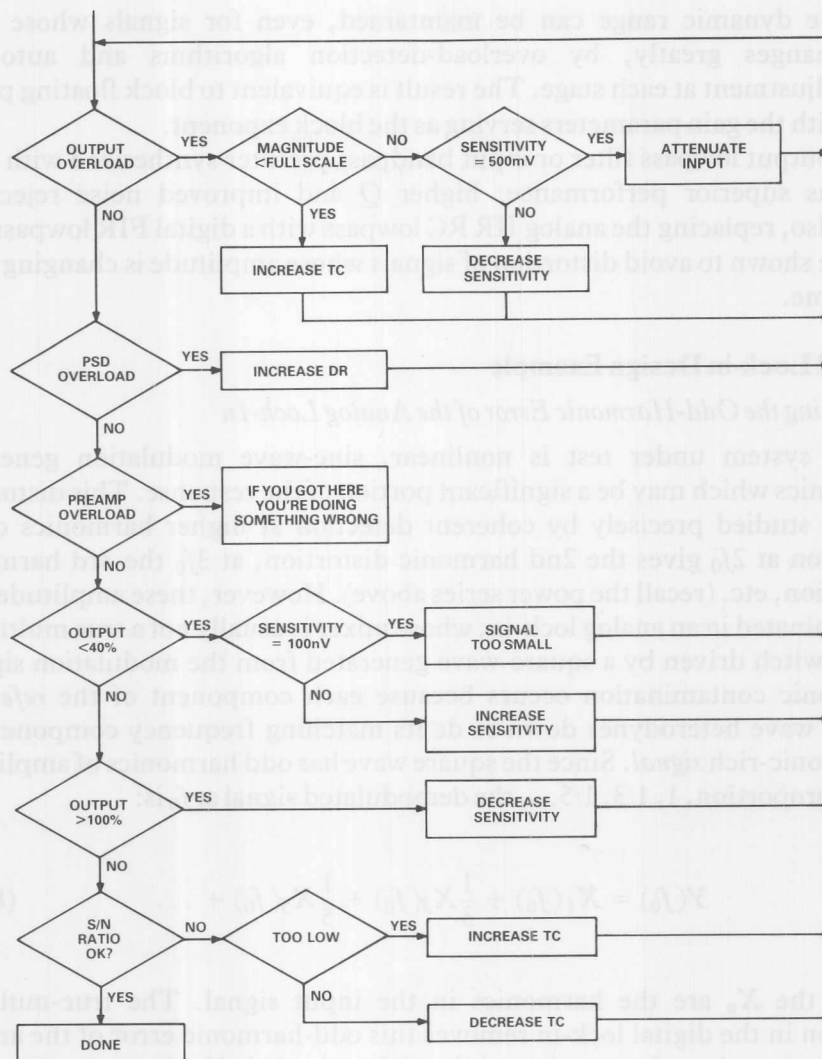 OUTPUT
OVERLOAD
YES
MAGNITUDE
<FULL SCALE
NO
SENSITIVITY
= 500mV
YES
ATTENUATE
INPUT
NO
YES
NO
INCREASE TC
DECREASE
SENSITIVITY
PSD
OVERLOAD
YES
INCREASE DR
NO
PREAMP
OVERLOAD
YES
IF YOU GOT HERE
YOU'RE DOING
SOMETHING WRONG
NO
OUTPUT
<40%
YES
SENSITIVITY
= 100nV
YES
SIGNAL
TOO SMALL
NO
NO
INCREASE
SENSITIVITY
OUTPUT
>100%
YES
DECREASE
SENSITIVITY
NO
S/N
RATIO
OK?
NO
TOO LOW
YES
INCREASE TC
YES
NO
DECREASE TC
DONE